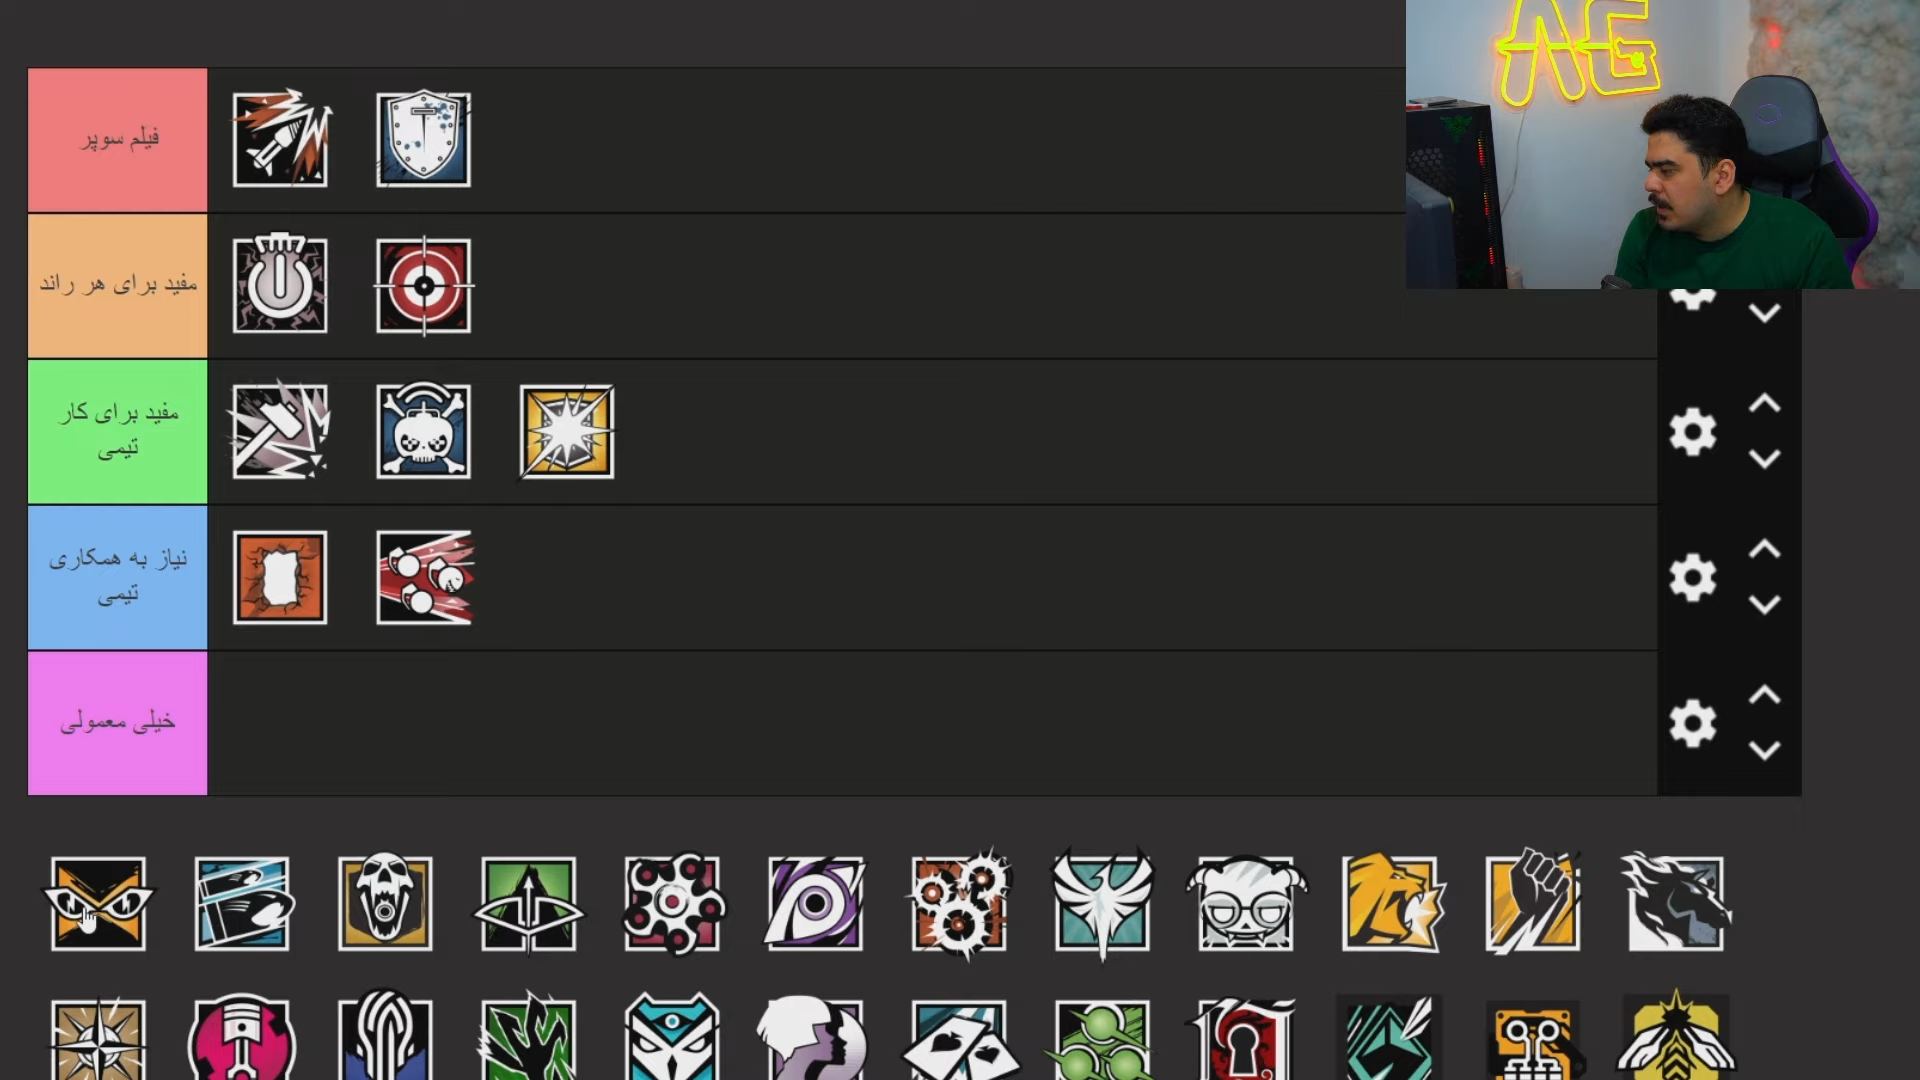 AG
فیلم سوپر
مفید برای هر راند
مفید برای کار
تیمی
نیاز به همکاری
تیمی
خیلی معمولی